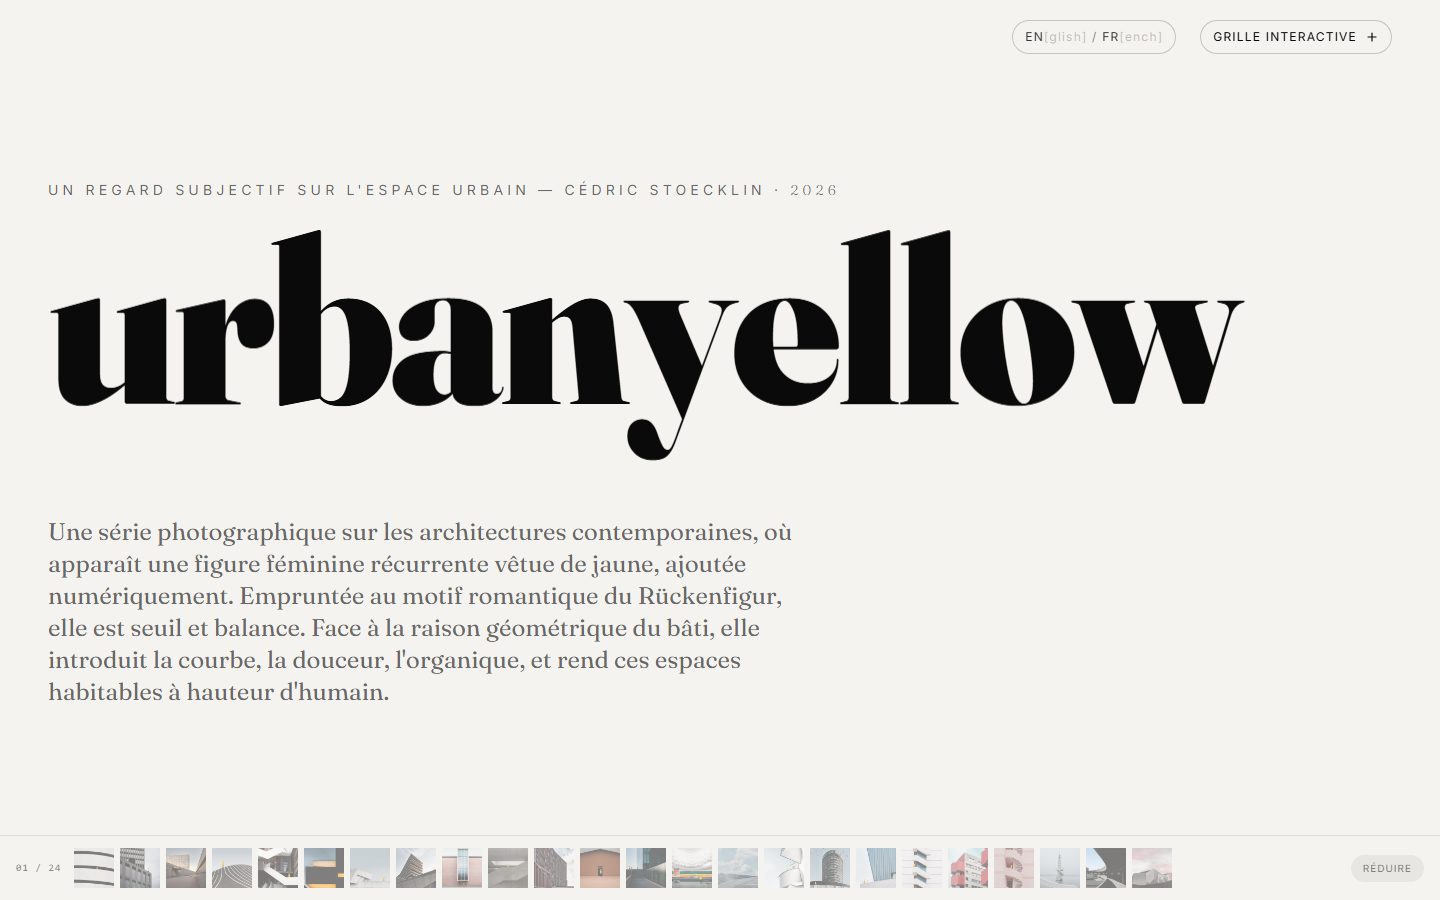 EN[glish] / FR[ench]
GRILLE INTERACTIVE +
UN REGARD SUBJECTIF SUR L'ESPACE URBAIN — CÉDRIC STOECKLIN · 2026
urbanyellow
Une série photographique sur les architectures contemporaines, où
apparaît une figure féminine récurrente vêtue de jaune, ajoutée
numériquement. Empruntée au motif romantique du Rückenfigur,
elle est seuil et balance. Face à la raison géométrique du bâti, elle
introduit la courbe, la douceur, l'organique, et rend ces espaces
habitables à hauteur d'humain.
01 / 24
RÉDUIRE